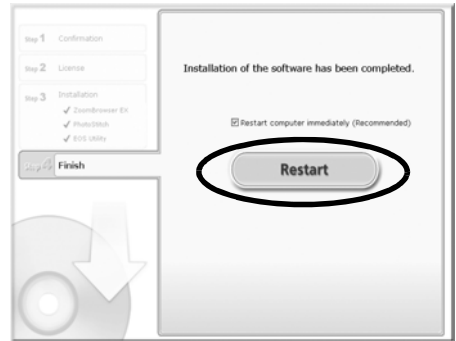 Step 1 Confirmation
Step 2 License
Step 3 Installation
ZoomBrowser EX
PhotoStitch
EOS Utility
Step 4 Finish
Installation of the software has been completed.
Restart computer immediately (Recommended)
Restart